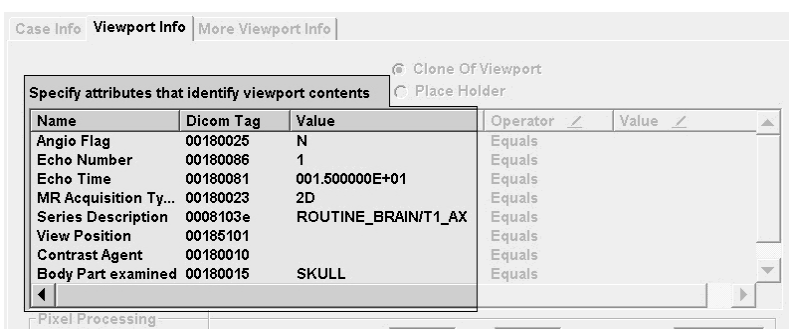 Case Info Viewport Info More Viewport Info
Clone Of Viewport
Specify attributes that identify viewport contents Place Holder
Name Dicom Tag Value Operator Value
Angio Flag 00180025 N Equals
Echo Number 00180086 1 Equals
Echo Time 00180081 001.500000E+01 Equals
MR Acquisition Ty... 00180023 2D Equals
Series Description 0008103e ROUTINE_BRAIN/T1_AX Equals
View Position 00185101 Equals
Contrast Agent 00180010 Equals
Body Part examined 00180015 SKULL Equals
Pixel Processing